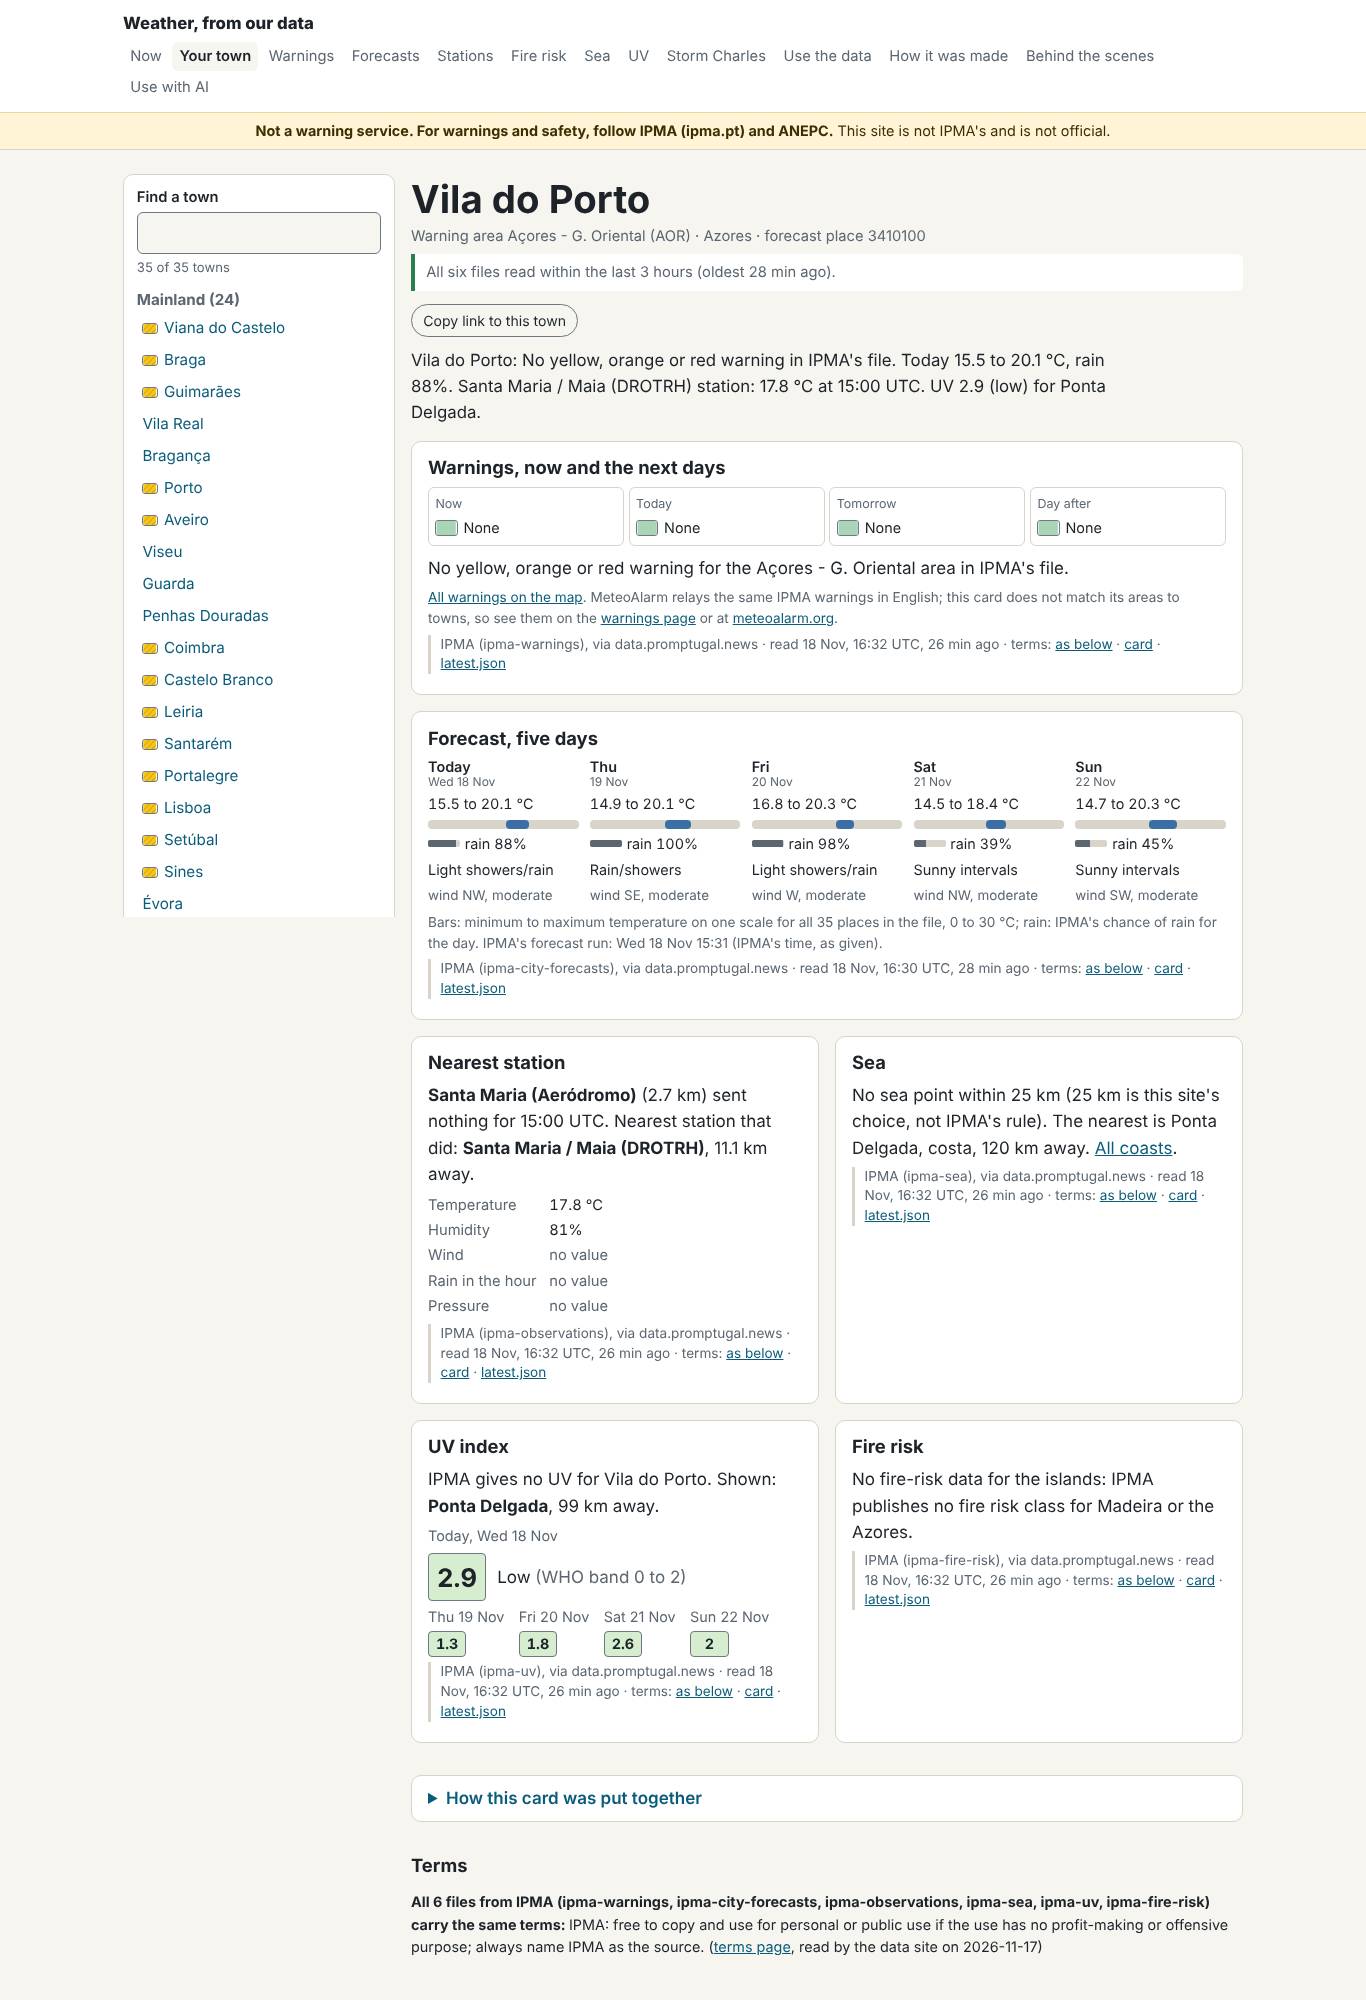 Weather, from our data
Now Your town Warnings Forecasts Stations Fire risk Sea UV Storm Charles Use the data How it was made Behind the scenes
Use with AI
Not a warning service. For warnings and safety, follow IPMA (ipma.pt) and ANEPC. This site is not IPMA's and is not official.
Find a town
35 of 35 towns
Mainland (24)
Viana do Castelo
Braga
Guimarães
Vila Real
Bragança
Porto
Aveiro
Viseu
Guarda
Penhas Douradas
Coimbra
Castelo Branco
Leiria
Santarém
Portalegre
Lisboa
Setúbal
Sines
Évora
Vila do Porto
Warning area Açores - G. Oriental (AOR) · Azores · forecast place 3410100
All six files read within the last 3 hours (oldest 28 min ago).
Copy link to this town
Vila do Porto: No yellow, orange or red warning in IPMA's file. Today 15.5 to 20.1 °C, rain
88%. Santa Maria / Maia (DROTRH) station: 17.8 °C at 15:00 UTC. UV 2.9 (low) for Ponta
Delgada.
Warnings, now and the next days
Now Today Tomorrow Day after
None None None None
No yellow, orange or red warning for the Açores - G. Oriental area in IPMA's file.
All warnings on the map. MeteoAlarm relays the same IPMA warnings in English; this card does not match its areas to
towns, so see them on the warnings page or at meteoalarm.org.
IPMA (ipma-warnings), via data.promptugal.news · read 18 Nov, 16:32 UTC, 26 min ago · terms: as below · card ·
latest.json
Forecast, five days
Today Thu Fri Sat Sun
Wed 18 Nov 19 Nov 20 Nov 21 Nov 22 Nov
15.5 to 20.1 °C 14.9 to 20.1 °C 16.8 to 20.3 °C 14.5 to 18.4 °C 14.7 to 20.3 °C
rain 88% rain 100% rain 98% rain 39% rain 45%
Light showers/rain Rain/showers Light showers/rain Sunny intervals Sunny intervals
wind NW, moderate wind SE, moderate wind W, moderate wind NW, moderate wind SW, moderate
Bars: minimum to maximum temperature on one scale for all 35 places in the file, 0 to 30 °C; rain: IPMA's chance of rain for
the day. IPMA's forecast run: Wed 18 Nov 15:31 (IPMA's time, as given).
IPMA (ipma-city-forecasts), via data.promptugal.news · read 18 Nov, 16:30 UTC, 28 min ago · terms: as below · card ·
latest.json
Nearest station
Santa Maria (Aeródromo) (2.7 km) sent
nothing for 15:00 UTC. Nearest station that
did: Santa Maria / Maia (DROTRH), 11.1 km
away.
Temperature 17.8 °C
Humidity 81%
Wind no value
Rain in the hour no value
Pressure no value
IPMA (ipma-observations), via data.promptugal.news ·
read 18 Nov, 16:32 UTC, 26 min ago · terms: as below ·
card · latest.json
Sea
No sea point within 25 km (25 km is this site's
choice, not IPMA's rule). The nearest is Ponta
Delgada, costa, 120 km away. All coasts.
IPMA (ipma-sea), via data.promptugal.news · read 18
Nov, 16:32 UTC, 26 min ago · terms: as below · card ·
latest.json
UV index
IPMA gives no UV for Vila do Porto. Shown:
Ponta Delgada, 99 km away.
Today, Wed 18 Nov
2.9 Low (WHO band 0 to 2)
Thu 19 Nov Fri 20 Nov Sat 21 Nov Sun 22 Nov
1.3 1.8 2.6 2
IPMA (ipma-uv), via data.promptugal.news · read 18
Nov, 16:32 UTC, 26 min ago · terms: as below · card ·
latest.json
Fire risk
No fire-risk data for the islands: IPMA
publishes no fire risk class for Madeira or the
Azores.
IPMA (ipma-fire-risk), via data.promptugal.news · read
18 Nov, 16:32 UTC, 26 min ago · terms: as below · card ·
latest.json
How this card was put together
Terms
All 6 files from IPMA (ipma-warnings, ipma-city-forecasts, ipma-observations, ipma-sea, ipma-uv, ipma-fire-risk)
carry the same terms: IPMA: free to copy and use for personal or public use if the use has no profit-making or offensive
purpose; always name IPMA as the source. (terms page, read by the data site on 2026-11-17)